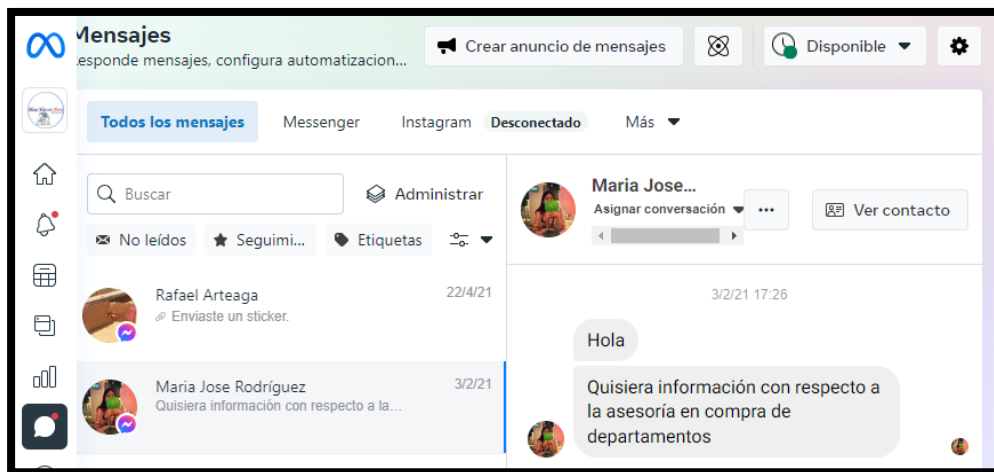 Mensajes
esponde mensajes, configura automatizacion...
Crear anuncio de mensajes
Disponible
Todos los mensajes
Messenger
Instagram
Desconectado
Más
Buscar
Administrar
No leídos
Seguimi...
Etiquetas
Rafael Arteaga
22/4/21
Enviaste un sticker.
Maria Jose Rodríguez
3/2/21
Quisiera información con respecto a la...
Maria Jose...
Asignar conversación
...
Ver contacto
3/2/21 17:26
Hola
Quisiera información con respecto a
la asesoría en compra de
departamentos